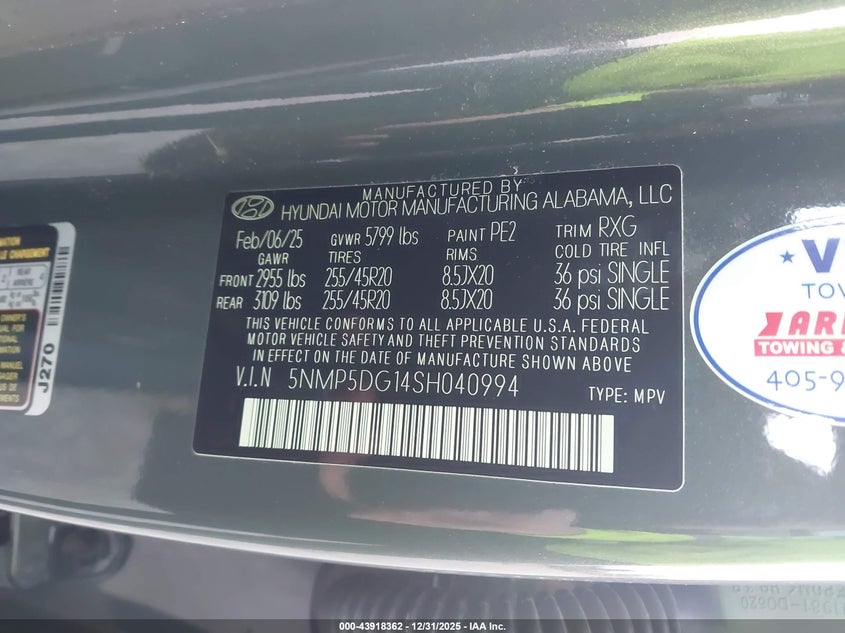 MANUFACTURED BY
HYUNDAI MOTOR MANUFACTURING ALABAMA, LLC
Feb/06/25 GVWR 5799 lbs PAINT PE2 TRIM RXG
GAWR TIRES RIMS COLD TIRE INFL
FRONT 2955 lbs 255/45R20 8.5JX20 36 psi SINGLE
REAR 3109 lbs 255/45R20 8.5JX20 36 psi SINGLE
THIS VEHICLE CONFORMS TO ALL APPLICABLE U.S.A. FEDERAL
MOTOR VEHICLE SAFETY AND THEFT PREVENTION STANDARDS
IN EFFECT ON THE DATE OF MANUFACTURE SHOWN ABOVE
V.I.N 5NMP5DG14SH040994 TYPE: MPV
J270
TOW
TOWING &
405-9
000-43918362 - 12/31/2025 - IAA Inc.